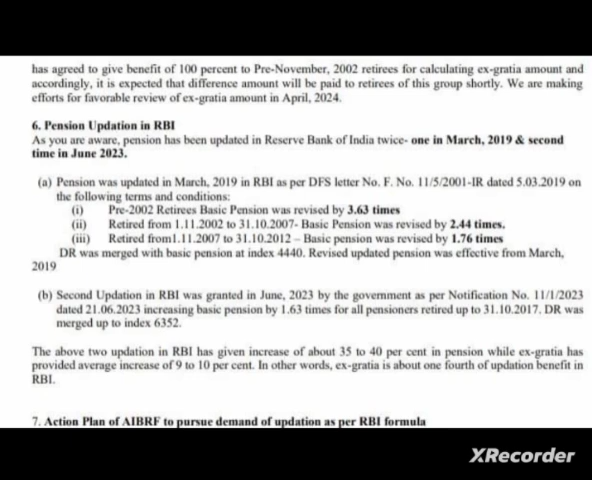 has agreed to give benefit of 100 percent to Pre-November, 2002 retirees for calculating ex-gratia amount and
accordingly, it is expected that difference amount will be paid to retirees of this group shortly. We are making
efforts for favorable review of ex-gratia amount in April, 2024.
6. Pension Updation in RBI
As you are aware, pension has been updated in Reserve Bank of India twice- one in March, 2019 & second
time in June 2023.
(a) Pension was updated in March, 2019 in RBI as per DFS letter No. F. No. 11/5/2001-IR dated 5.03.2019 on
the following terms and conditions:
(i) Pre-2002 Retirees Basic Pension was revised by 3.63 times
(ii) Retired from 1.11.2002 to 31.10.2007- Basic Pension was revised by 2.44 times.
(iii) Retired from1.11.2007 to 31.10.2012 – Basic pension was revised by 1.76 times
DR was merged with basic pension at index 4440. Revised updated pension was effective from March,
2019
(b) Second Updation in RBI was granted in June, 2023 by the government as per Notification No. 11/1/2023
dated 21.06.2023 increasing basic pension by 1.63 times for all pensioners retired up to 31.10.2017. DR was
merged up to index 6352.
The above two updation in RBI has given increase of about 35 to 40 per cent in pension while ex-gratia has
provided average increase of 9 to 10 per cent. In other words, ex-gratia is about one fourth of updation benefit in
RBI.
7. Action Plan of AIBRF to pursue demand of updation as per RBI formula
XRecorder